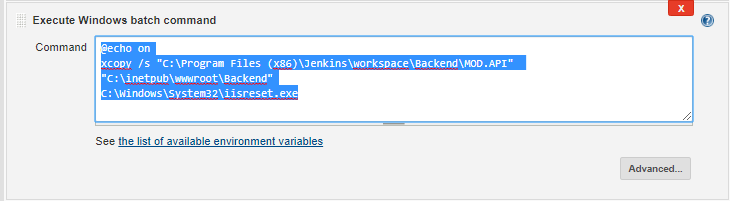 Execute Windows batch command
X
?
Command
@echo on
xcopy /s "C:\Program Files (x86)\Jenkins\workspace\Backend\MOD.API"
"C:\inetpub\wwwroot\Backend"
C:\Windows\System32\iisreset.exe
See the list of available environment variables
Advanced...